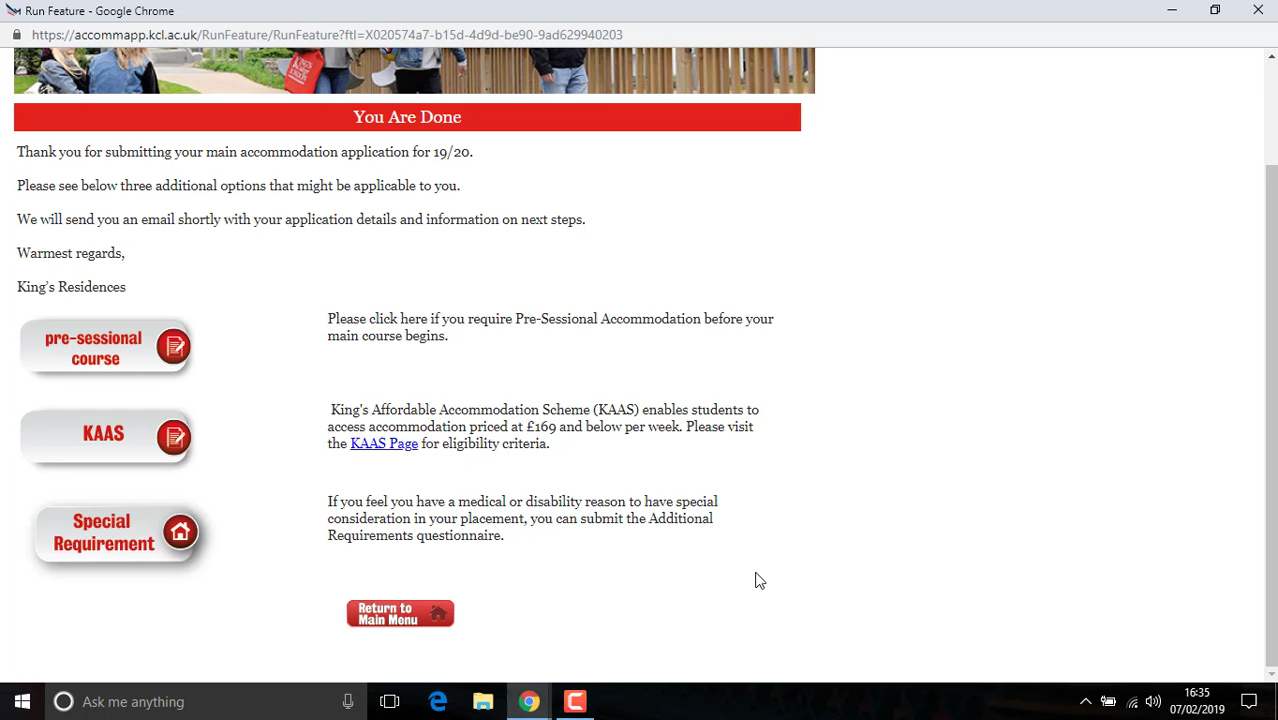 Run Feature - Google Chrome
https://accommapp.kcl.ac.uk/RunFeature/RunFeature?ftl=X020574a7-b15d-4d9d-be90-9ad629940203
You Are Done
Thank you for submitting your main accommodation application for 19/20.
Please see below three additional options that might be applicable to you.
We will send you an email shortly with your application details and information on next steps.
Warmest regards,
King's Residences
pre-sessional
course
Please click here if you require Pre-Sessional Accommodation before your
main course begins.
KAAS
King's Affordable Accommodation Scheme (KAAS) enables students to
access accommodation priced at £169 and below per week. Please visit
the KAAS Page for eligibility criteria.
Special
Requirement
If you feel you have a medical or disability reason to have special
consideration in your placement, you can submit the Additional
Requirements questionnaire.
Return to
Main Menu
Ask me anything
16:35
07/02/2019